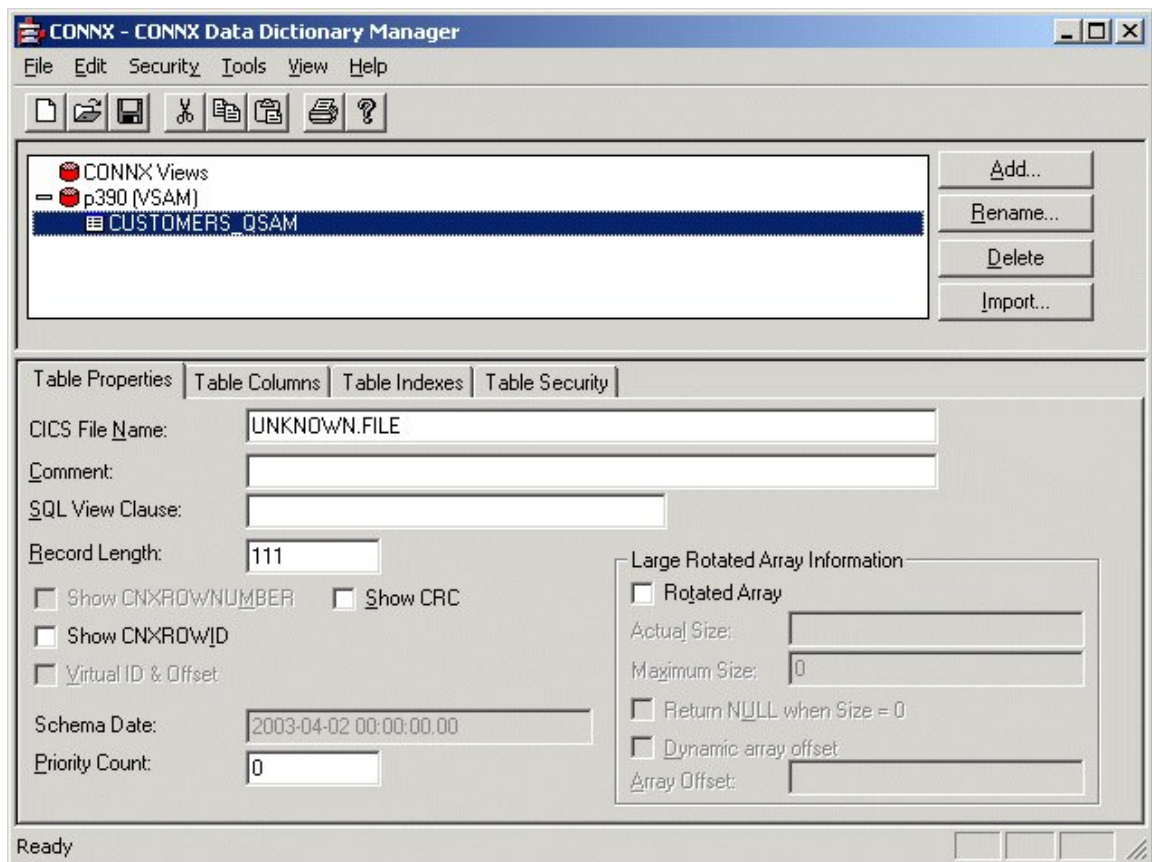 CONNX - CONNX Data Dictionary Manager
File Edit Security Tools View Help
CONNX Views
p390 (VSAM)
CUSTOMERS_QSAM
Add...
Rename...
Delete
Import...
Table Properties Table Columns Table Indexes Table Security
CICS File Name: UNKNOWN.FILE
Comment:
SQL View Clause:
Record Length: 111
Show CNXROWNUMBER Show CRC
Show CNXROWID
Virtual ID & Offset
Schema Date: 2003-04-02 00:00:00.00
Priority Count: 0
Large Rotated Array Information
Rotated Array
Actual Size:
Maximum Size: 0
Return NULL when Size = 0
Dynamic array offset
Array Offset:
Ready